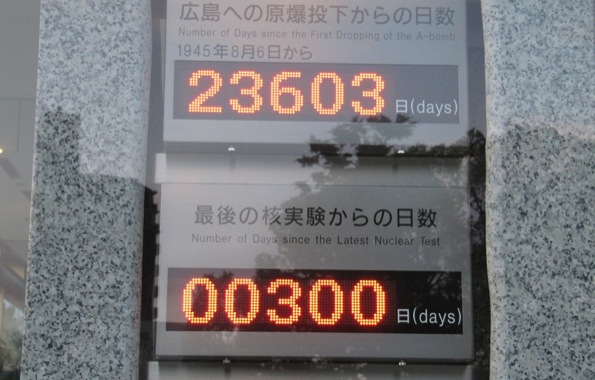 広島への原爆投下からの日数
Number of Days since the First Dropping of the A-bomb
1945年8月6日から
23603 日(days)
最後の核実験からの日数
Number of Days since the Latest Nuclear Test
00300 日(days)